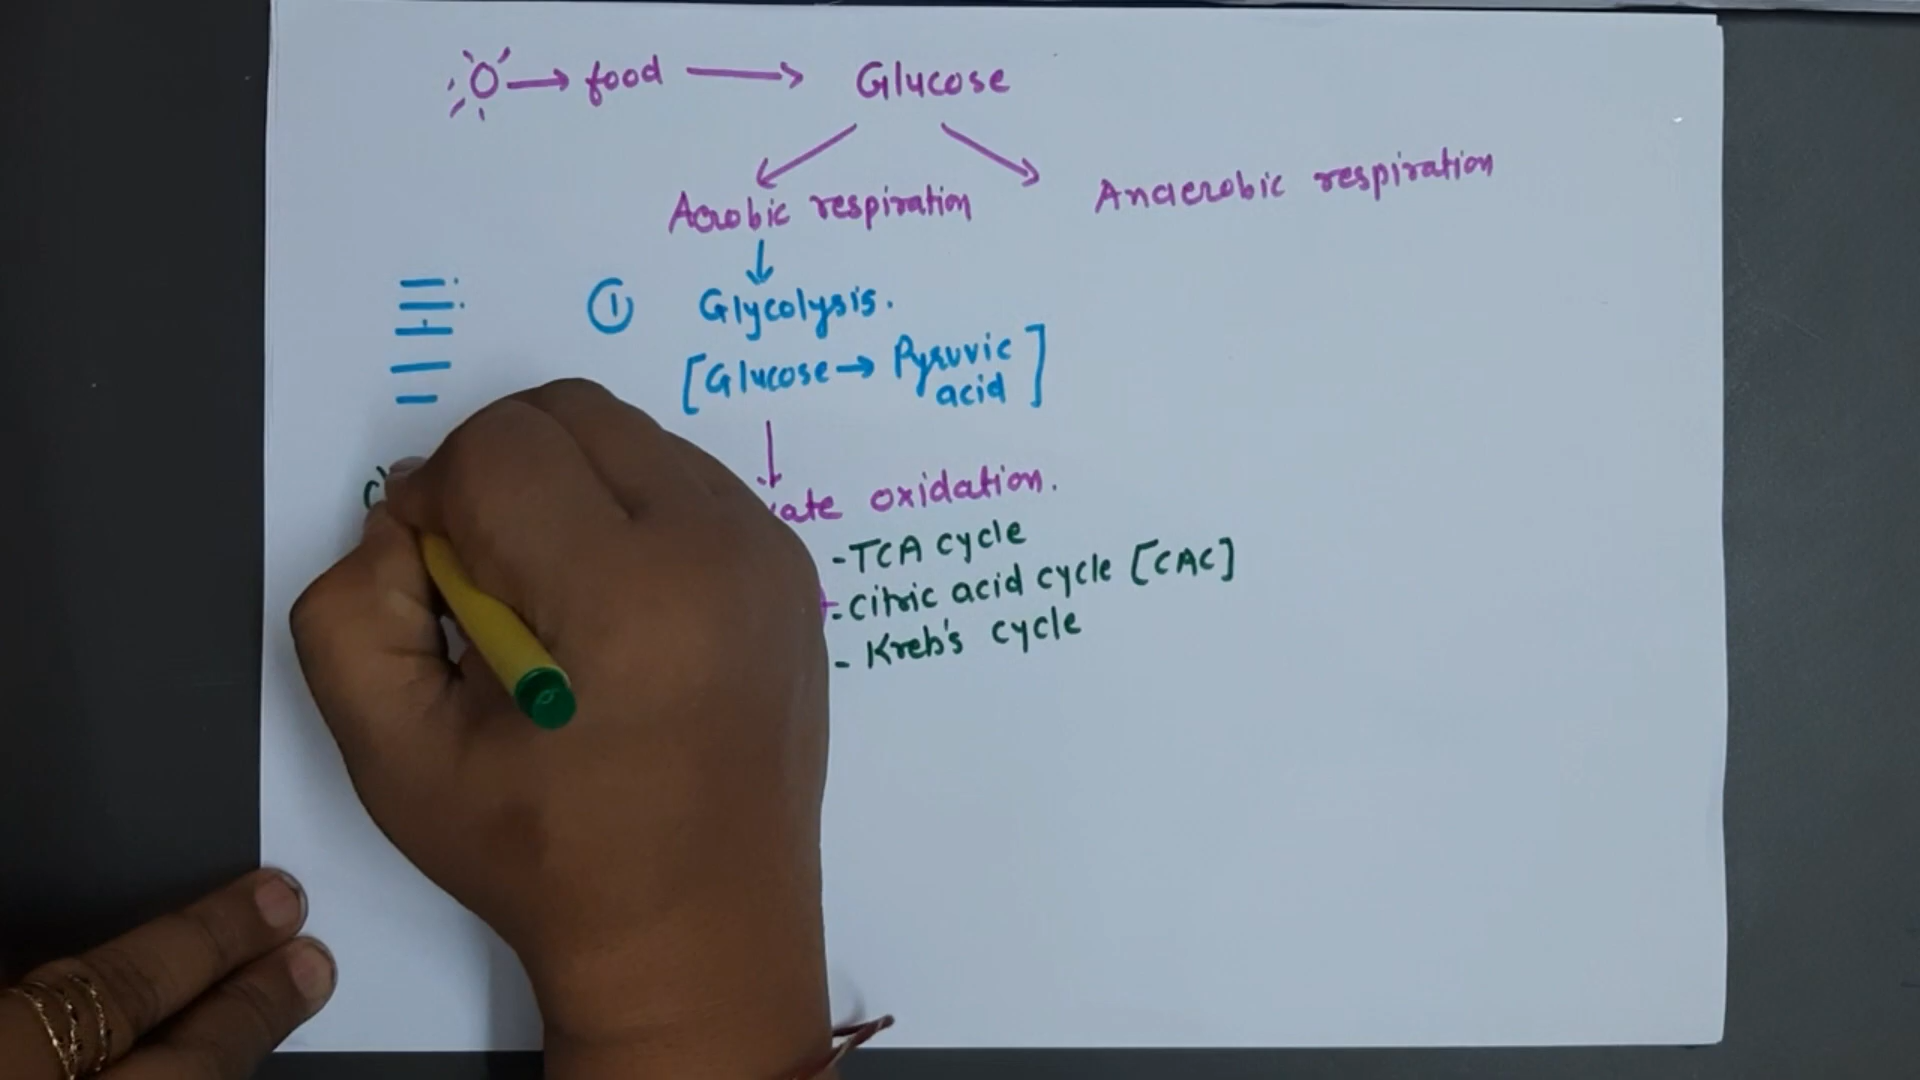 food Glucose
Aerobic respiration Anaerobic respiration
1 Glycolysis.
[Glucose → Pyruvic acid]
oxidation.
- TCA cycle
- Citric acid cycle [CAC]
- Kreb's cycle